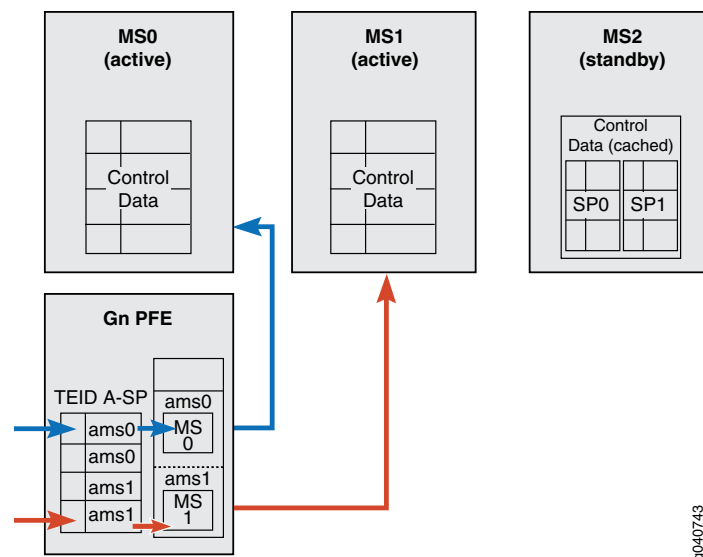 MS0
(active)
MS1
(active)
MS2
(standby)
Control
Data
Control
Data
Control
Data (cached)
SP0
SP1
Gn PFE
TEID A-SP
ams0
ams0
ams1
ams1
ams0
MS
0
ams1
MS
1
g040743